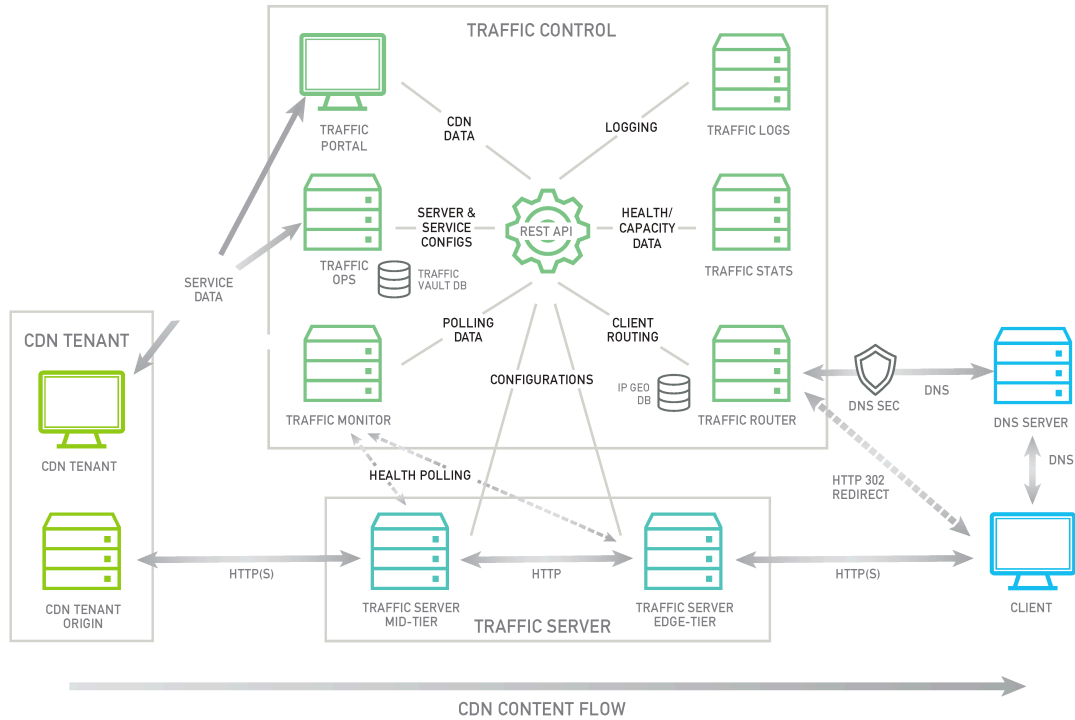 TRAFFIC CONTROL
TRAFFIC
PORTAL
CDN
DATA
LOGGING
TRAFFIC LOGS
SERVER &
SERVICE
CONFIGS
REST API
HEALTH/
CAPACITY
DATA
TRAFFIC
OPS
TRAFFIC
VAULT DB
TRAFFIC STATS
SERVICE
DATA
POLLING
DATA
CLIENT
ROUTING
CONFIGURATIONS
IP GEO
DB
TRAFFIC MONITOR
TRAFFIC ROUTER
DNS SEC
DNS
DNS SERVER
DNS
CDN TENANT
CDN TENANT
HEALTH POLLING
HTTP 302
REDIRECT
HTTP(S)
HTTP
HTTP(S)
CDN TENANT
ORIGIN
TRAFFIC SERVER
MID-TIER
TRAFFIC SERVER
EDGE-TIER
CLIENT
TRAFFIC SERVER
CDN CONTENT FLOW